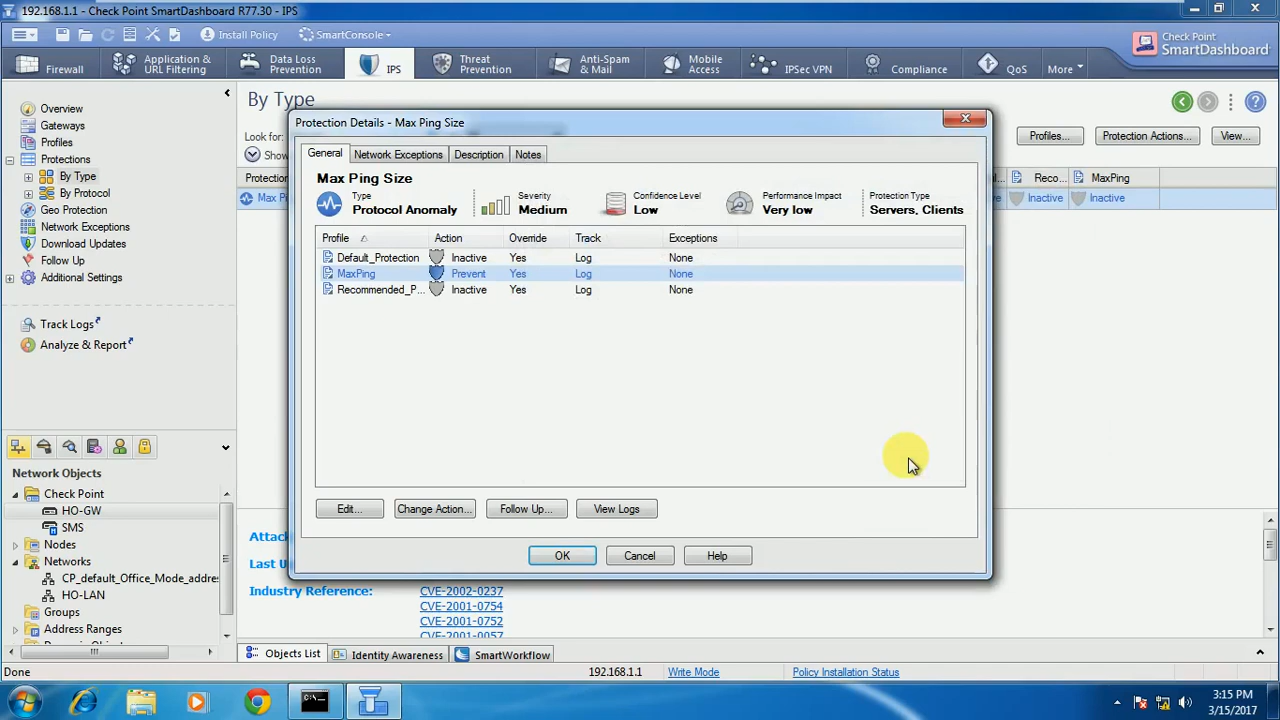 192.168.1.1 - Check Point SmartDashboard R77.30 - IPS
Install Policy
SmartConsole
Check Point
SmartDashboard
Firewall
Application &
URL Filtering
Data Loss
Prevention
IPS
Threat
Prevention
Anti-Spam
& Mail
Mobile
Access
IPSec VPN
Compliance
QoS
More
Overview
Gateways
Profiles
Protections
By Type
By Protocol
Geo Protection
Network Exceptions
Download Updates
Follow Up
Additional Settings
Track Logs
Analyze & Report
By Type
Look for:
Profiles...
Protection Actions...
View...
Reco...
MaxPing
Inactive
Inactive
Protection Details - Max Ping Size
General
Network Exceptions
Description
Notes
Max Ping Size
Type
Protocol Anomaly
Severity
Medium
Confidence Level
Low
Performance Impact
Very low
Protection Type
Servers, Clients
Profile Action Override Track Exceptions
Default_Protection Inactive Yes Log None
MaxPing Prevent Yes Log None
Recommended_P... Inactive Yes Log None
Edit...
Change Action...
Follow Up...
View Logs
OK
Cancel
Help
Network Objects
Check Point
HO-GW
SMS
Nodes
Networks
CP_default_Office_Mode_addre
HO-LAN
Groups
Address Ranges
Industry Reference:
CVE-2002-0237
CVE-2001-0754
CVE-2001-0752
CVE-2001-0057
Objects List
Identity Awareness
SmartWorkflow
Done
192.168.1.1
Write Mode
Policy Installation Status
3:15 PM
3/15/2017